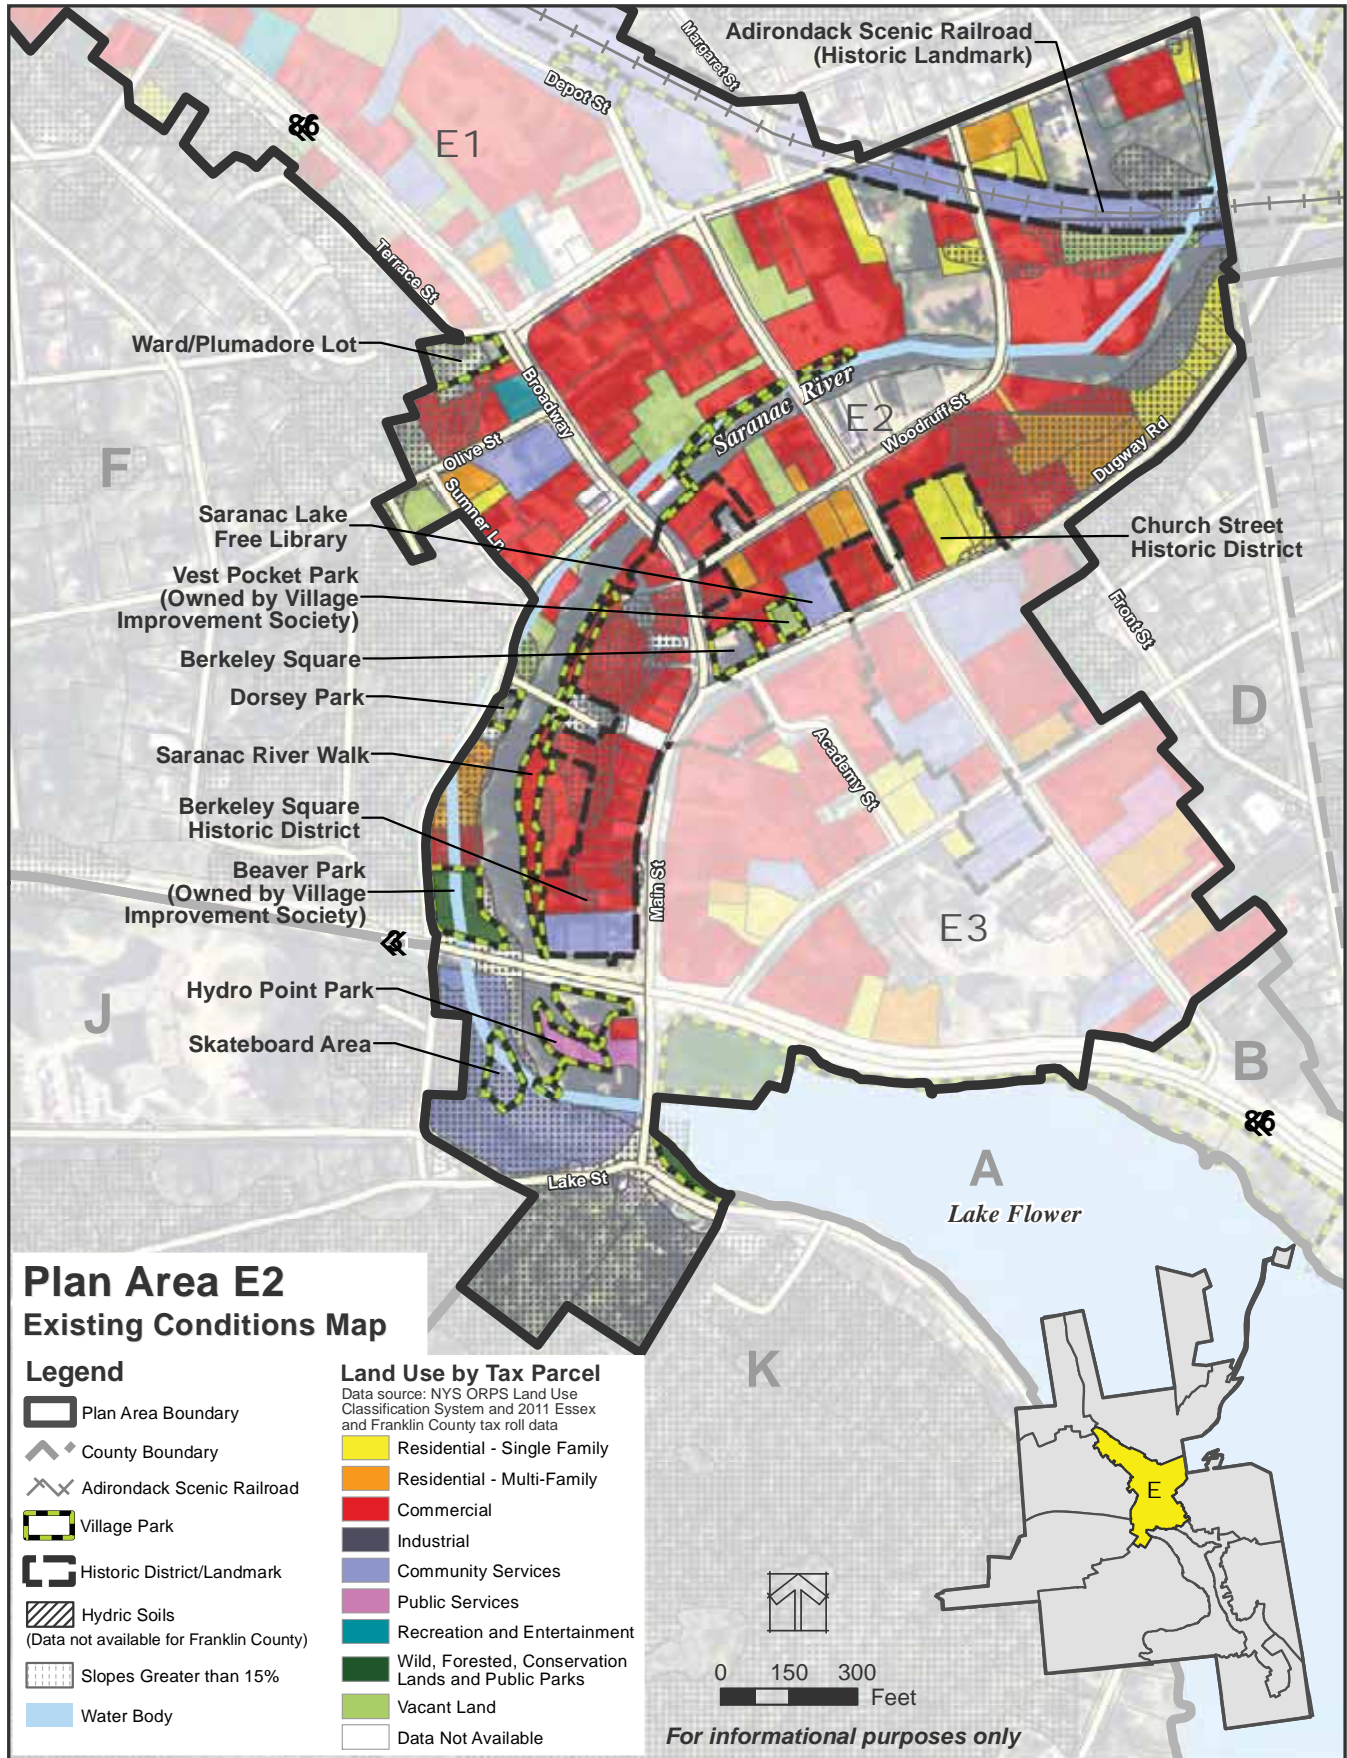 Adirondack Scenic Railroad
(Historic Landmark)
Margaret St
Depot St
86
E1
Terrace St
Ward/Plumadore Lot
Broadway
Saranac River
E2
Woodruff St
Dugway Rd
Olive St
F
Sumner Ln
Saranac Lake
Free Library
Church Street
Historic District
Vest Pocket Park
(Owned by Village
Improvement Society)
Front St
Berkeley Square
Dorsey Park
D
Academy St
Saranac River Walk
Berkeley Square
Historic District
Beaver Park
(Owned by Village
Improvement Society)
Main St
E3
3
Hydro Point Park
J
Skateboard Area
B
86
A
Lake Flower
Lake St
K
E
Plan Area E2
Existing Conditions Map
Legend
Plan Area Boundary
County Boundary
Adirondack Scenic Railroad
Village Park
Historic District/Landmark
Hydric Soils
(Data not available for Franklin County)
Slopes Greater than 15%
Water Body
Land Use by Tax Parcel
Data source: NYS ORPS Land Use
Classification System and 2011 Essex
and Franklin County tax roll data
Residential - Single Family
Residential - Multi-Family
Commercial
Industrial
Community Services
Public Services
Recreation and Entertainment
Wild, Forested, Conservation
Lands and Public Parks
Vacant Land
Data Not Available
0 150 300
Feet
For informational purposes only